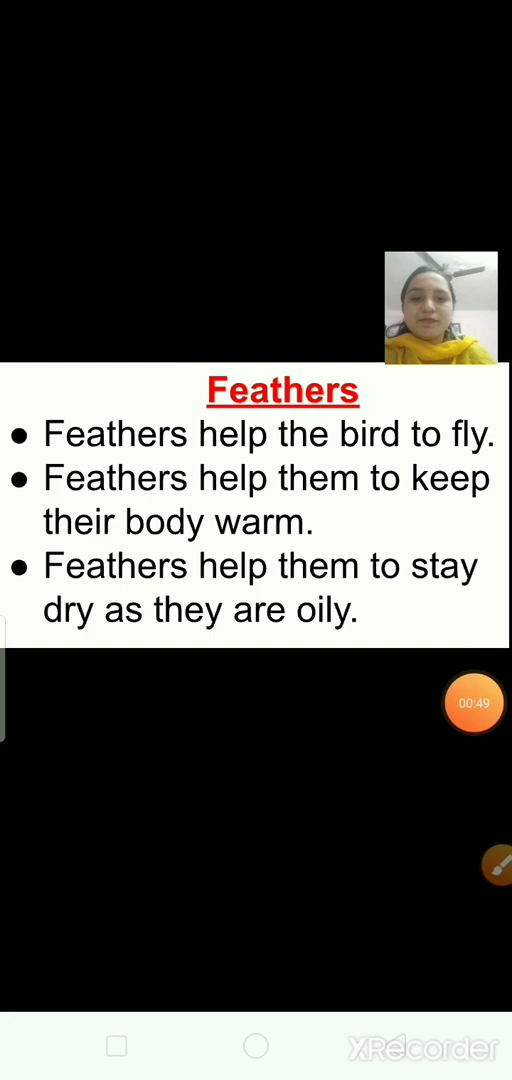 Feathers
● Feathers help the bird to fly.
● Feathers help them to keep
their body warm.
● Feathers help them to stay
dry as they are oily.
00:49
XRecorder